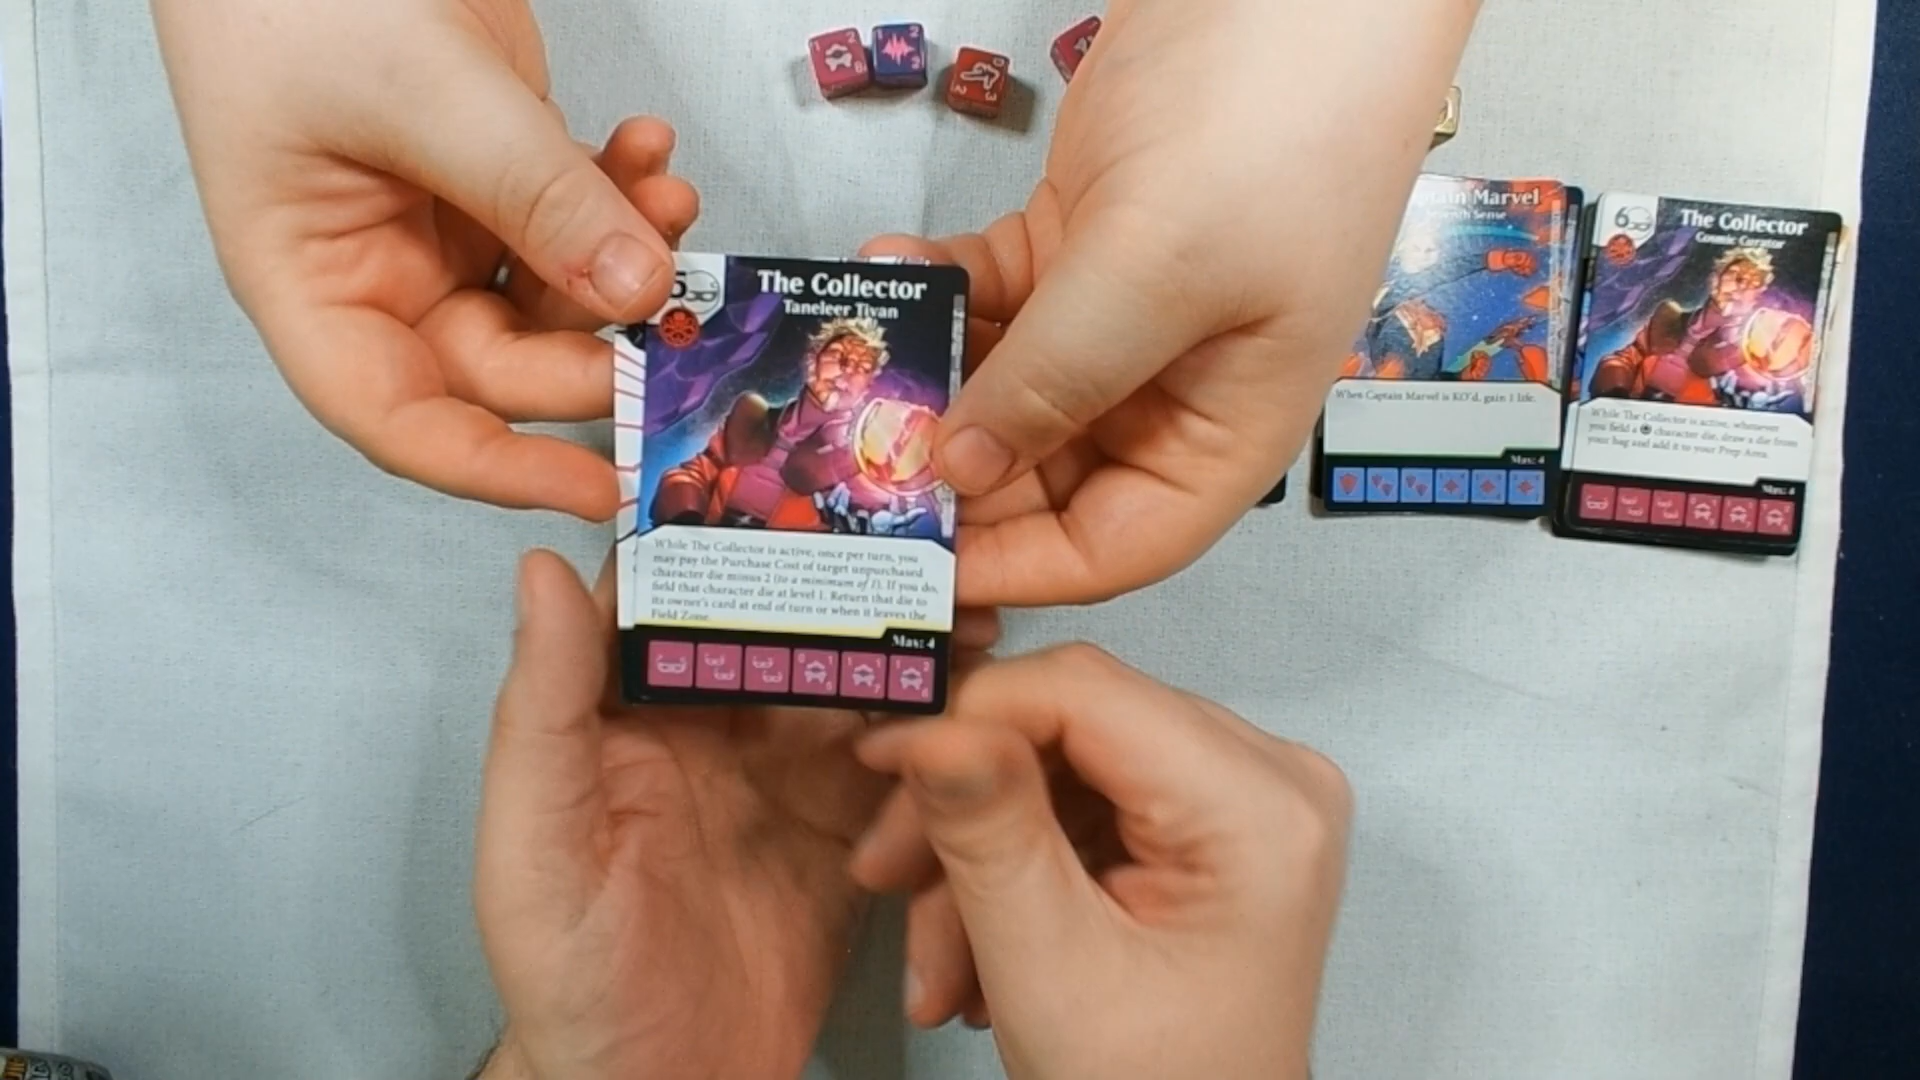 5
The Collector
Taneleer Tivan
While The Collector is active, once per turn, you
may pay the Purchase Cost of target unpurchased
character die minus 2 (to a minimum of 1). If you do,
field that character die at level 1. Return that die to
its owner's card at end of turn or when it leaves the
Field Zone.
Max: 4
Marvel
Sense
When Captain Marvel is KO'd, gain 1 life.
Max: 4
6
The Collector
Cosmic Curator
While The Collector is active, whenever
you field a character die, draw a die from
your bag and add it to your Prep Area.
Max: 4